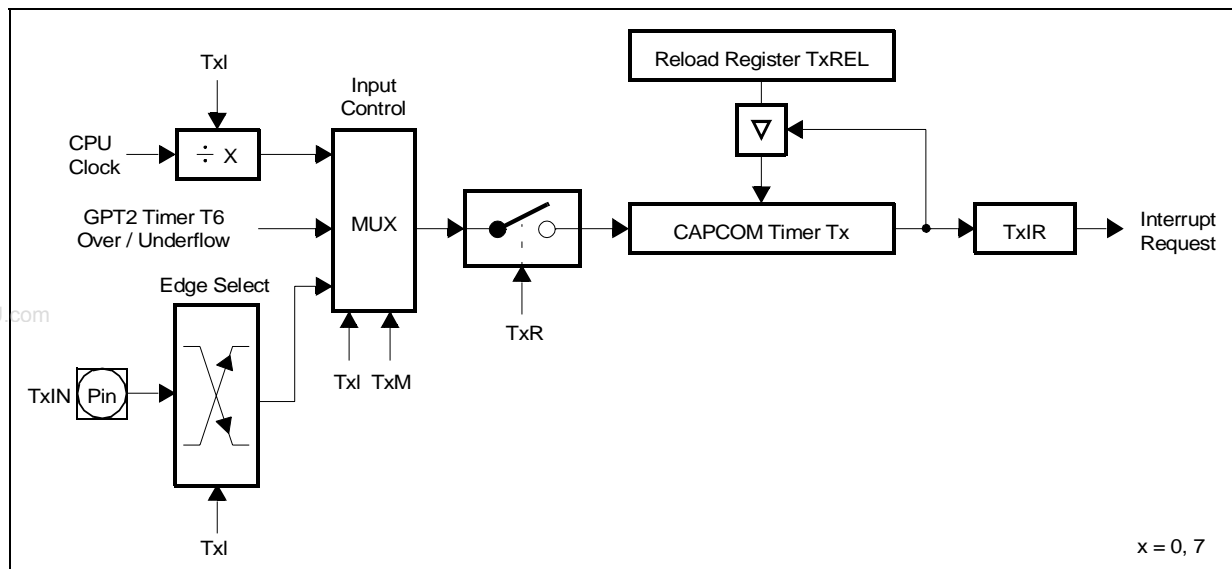 TxI
Reload Register TxREL
Input
Control
CPU
Clock
÷ X
∇
GPT2 Timer T6
Over / Underflow
MUX
CAPCOM Timer Tx
TxIR
Interrupt
Request
Edge Select
.com
TxR
TxI TxM
TxIN
Pin
TxI
x = 0, 7